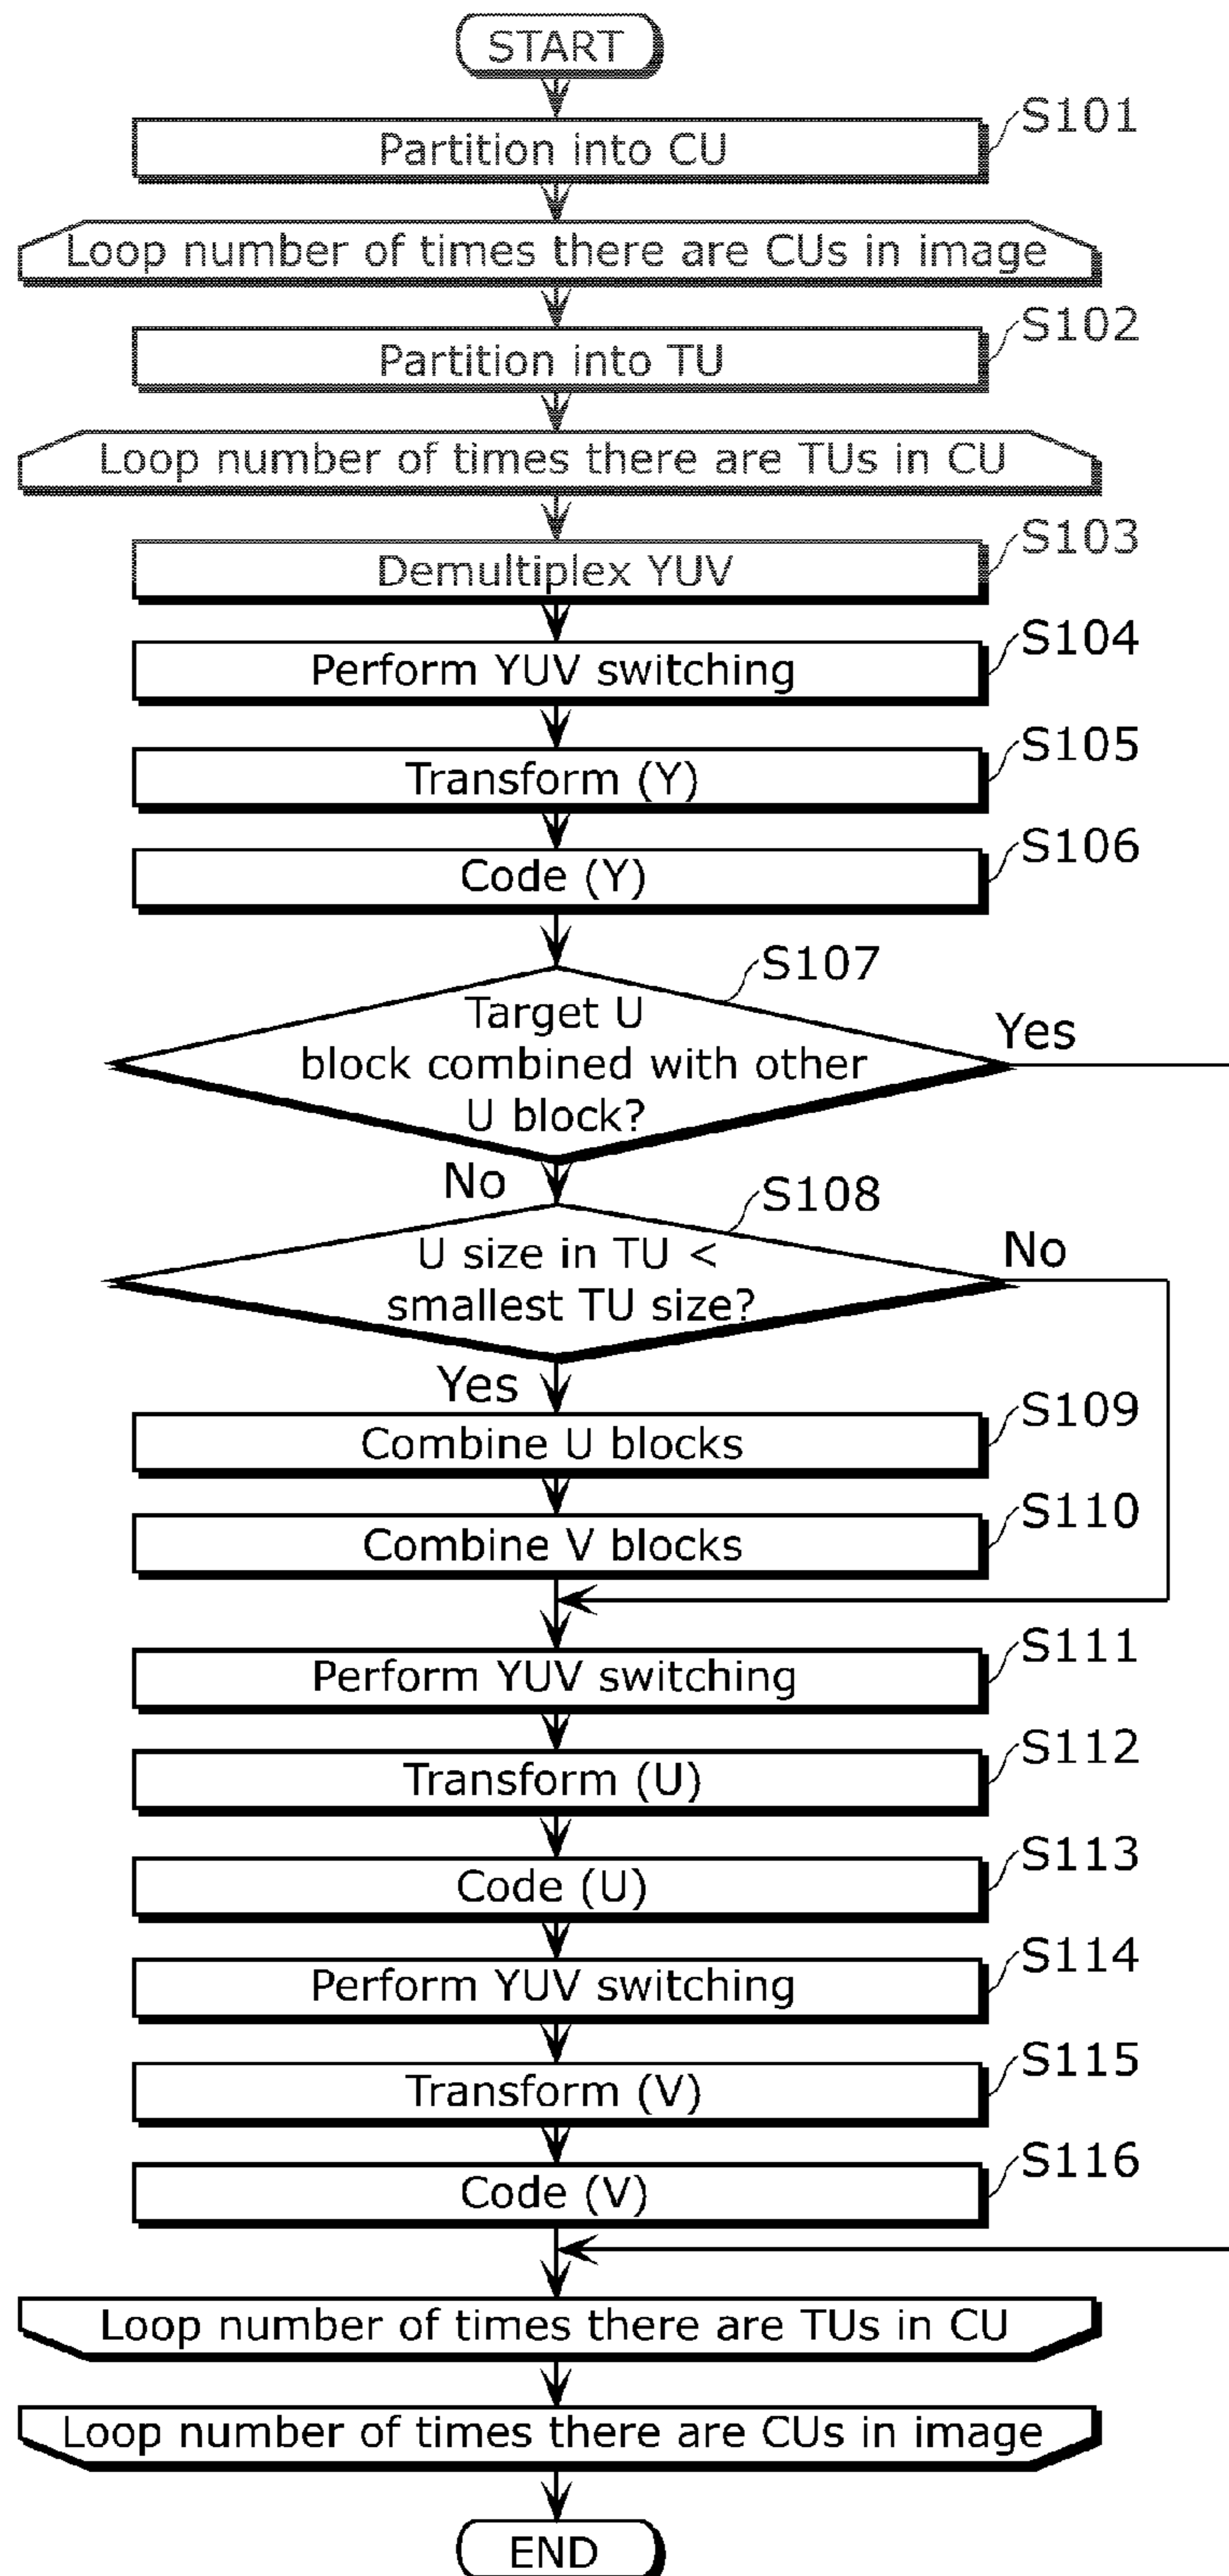 START
Partition into CU
S101
Loop number of times there are CUs in image
Partition into TU
S102
Loop number of times there are TUs in CU
Demultiplex YUV
S103
Perform YUV switching
S104
Transform (Y)
S105
Code (Y)
S106
S107
Target U
block combined with other
U block?
Yes
No
S108
U size in TU <
smallest TU size?
No
Yes
Combine U blocks
S109
Combine V blocks
S110
Perform YUV switching
S111
Transform (U)
S112
Code (U)
S113
Perform YUV switching
S114
Transform (V)
S115
Code (V)
S116
Loop number of times there are TUs in CU
Loop number of times there are CUs in image
END